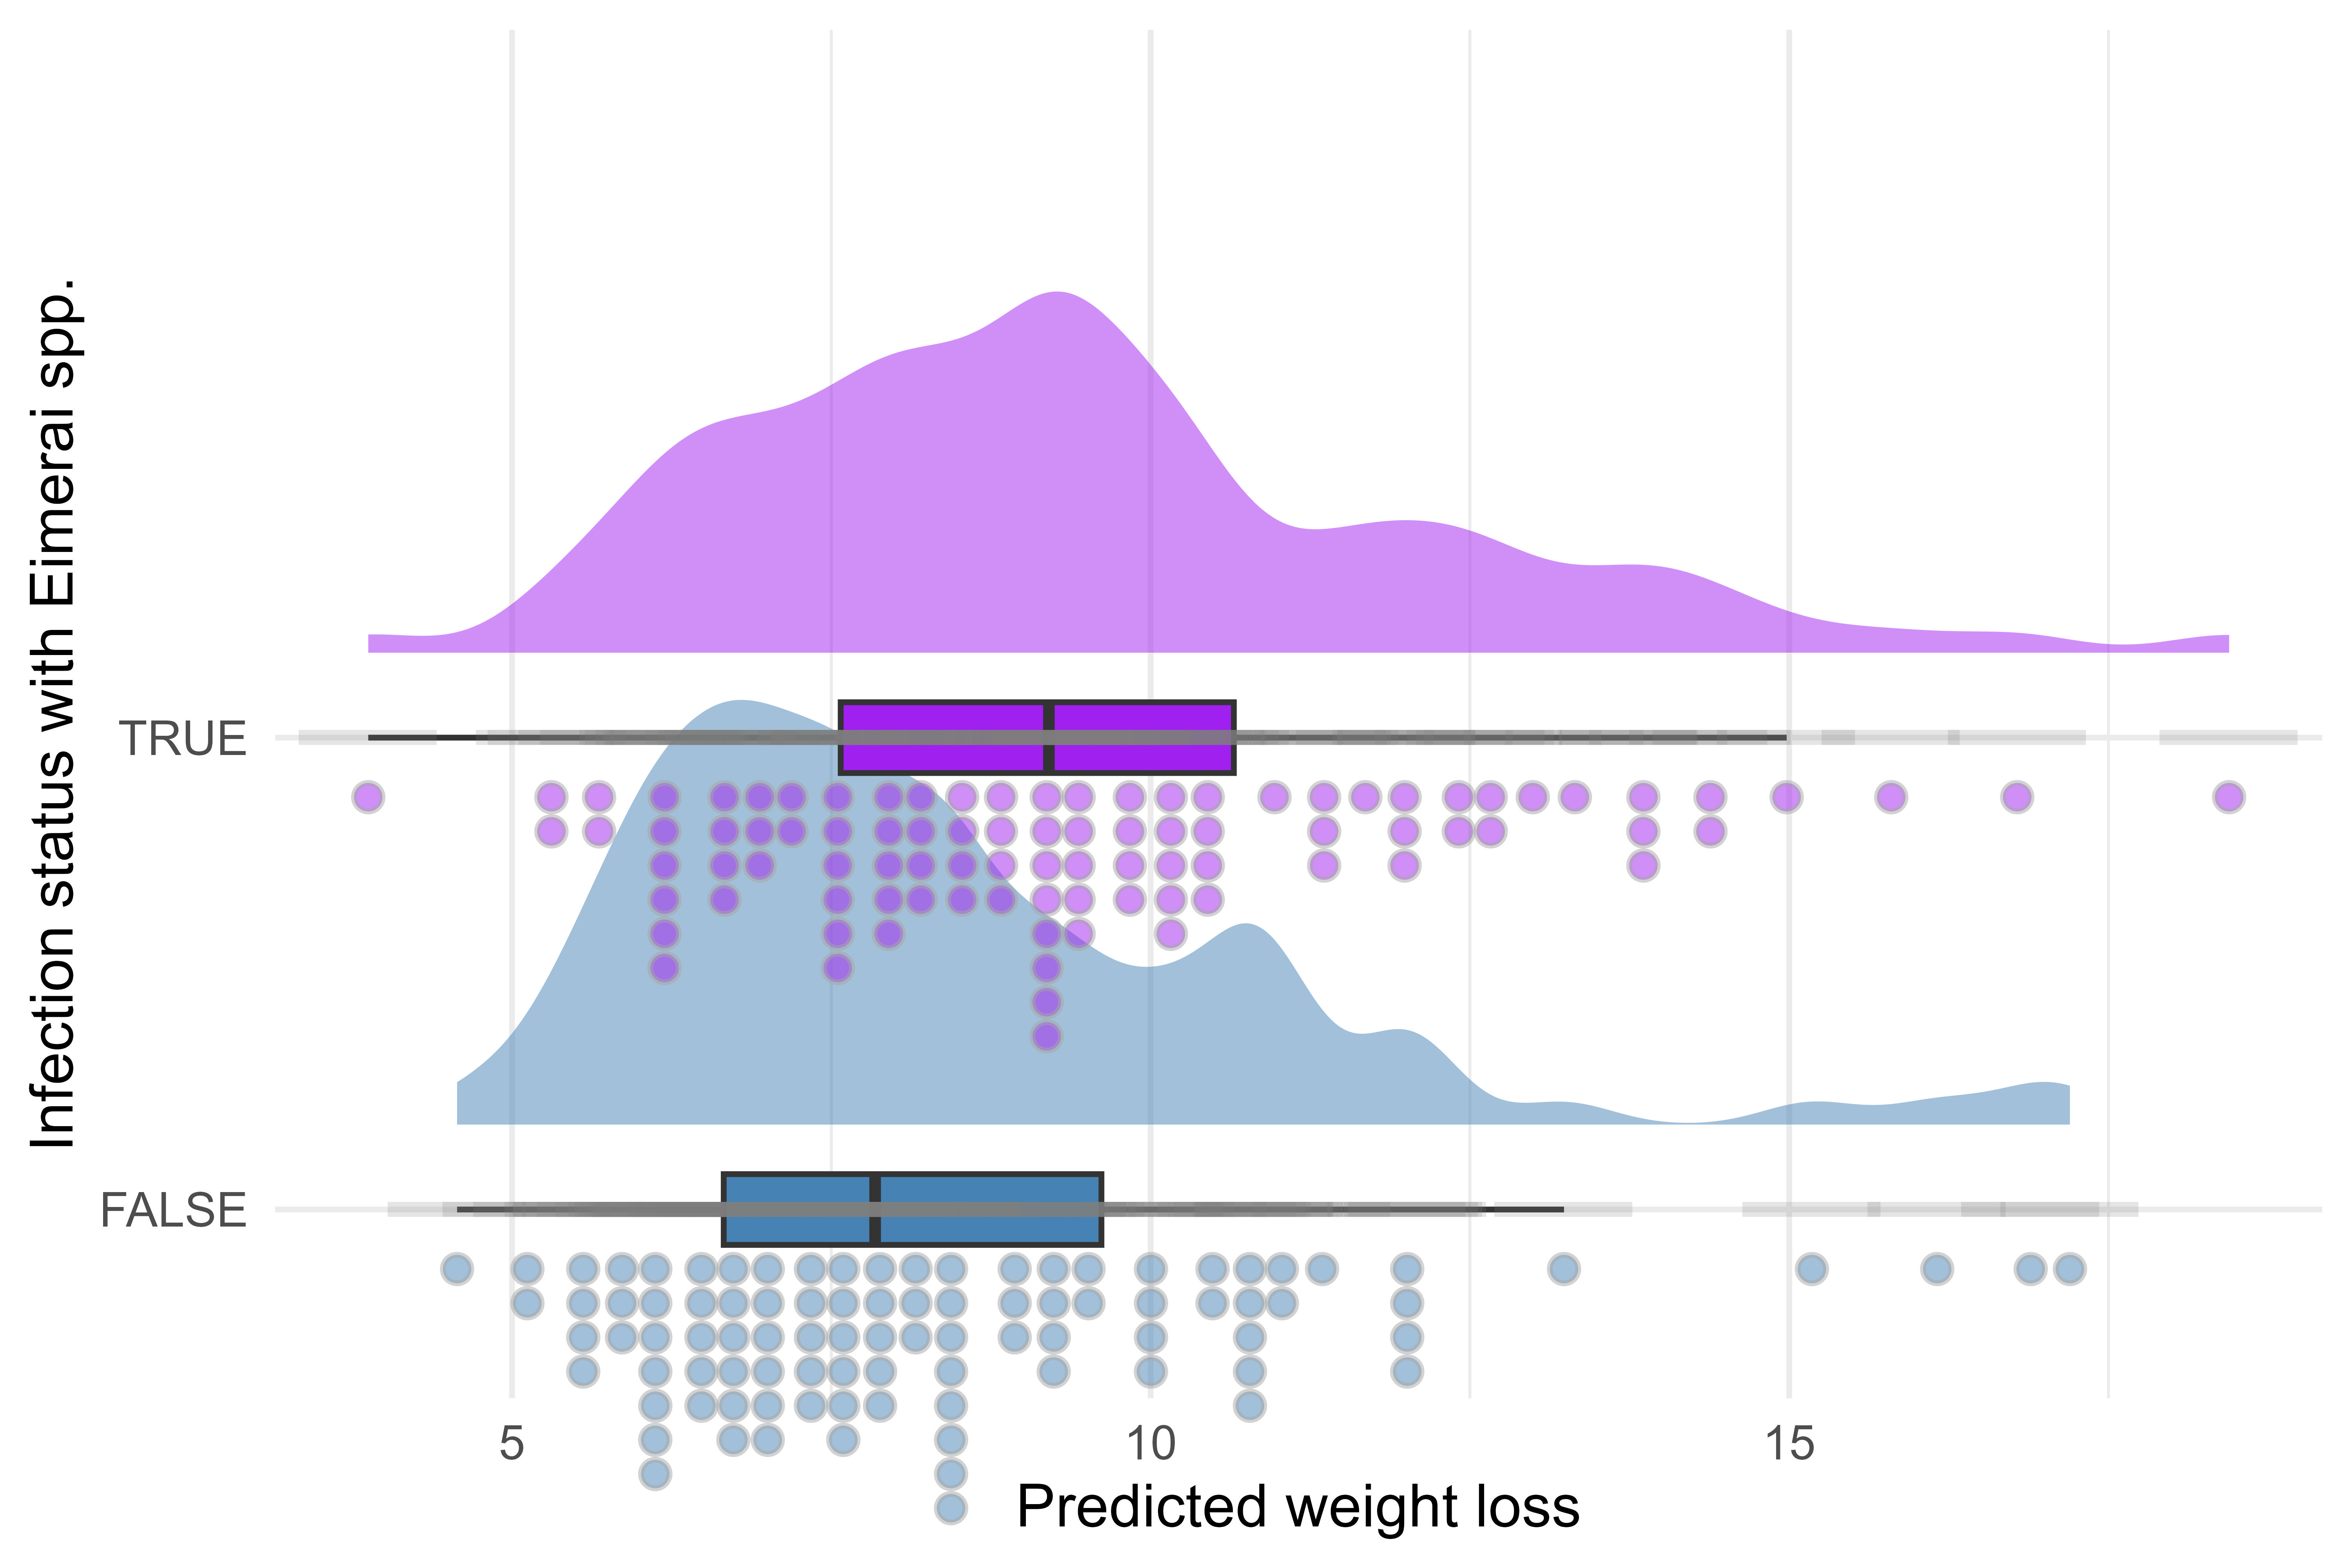 Infection status with Eimerai spp.
TRUE
FALSE
5
10
15
Predicted weight loss